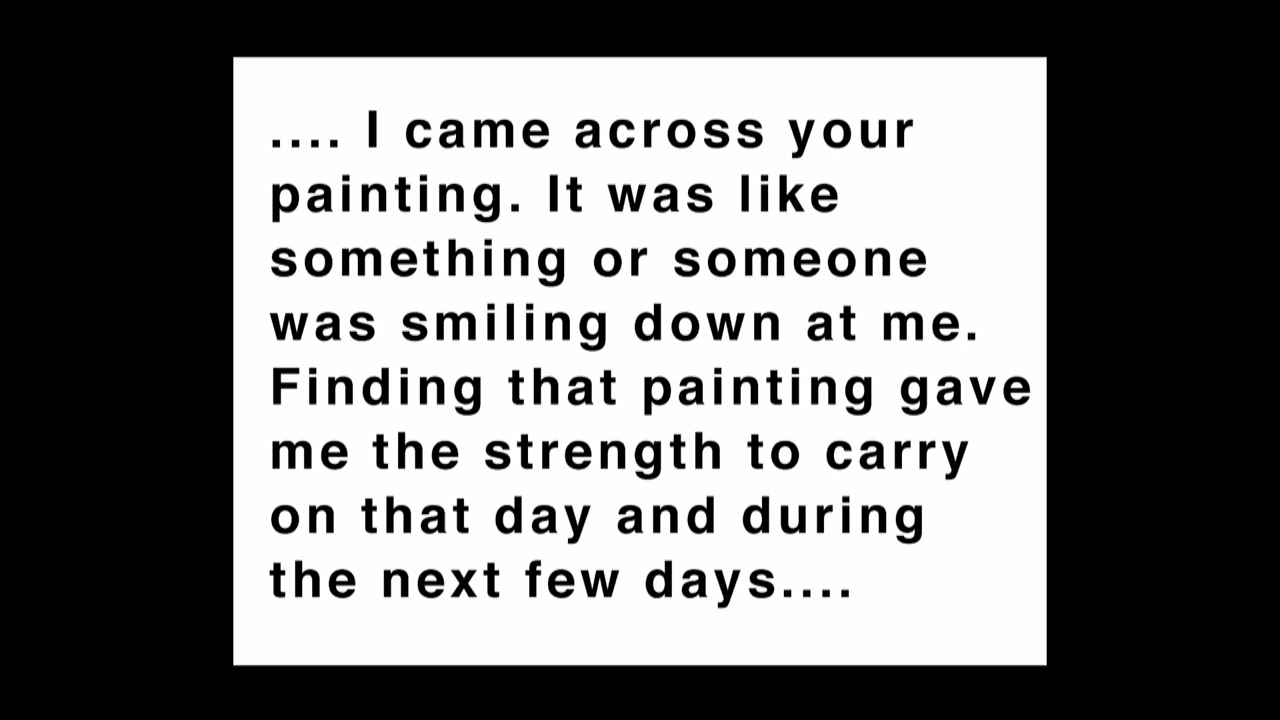 .... I came across your
painting. It was like
something or someone
was smiling down at me.
Finding that painting gave
me the strength to carry
on that day and during
the next few days....